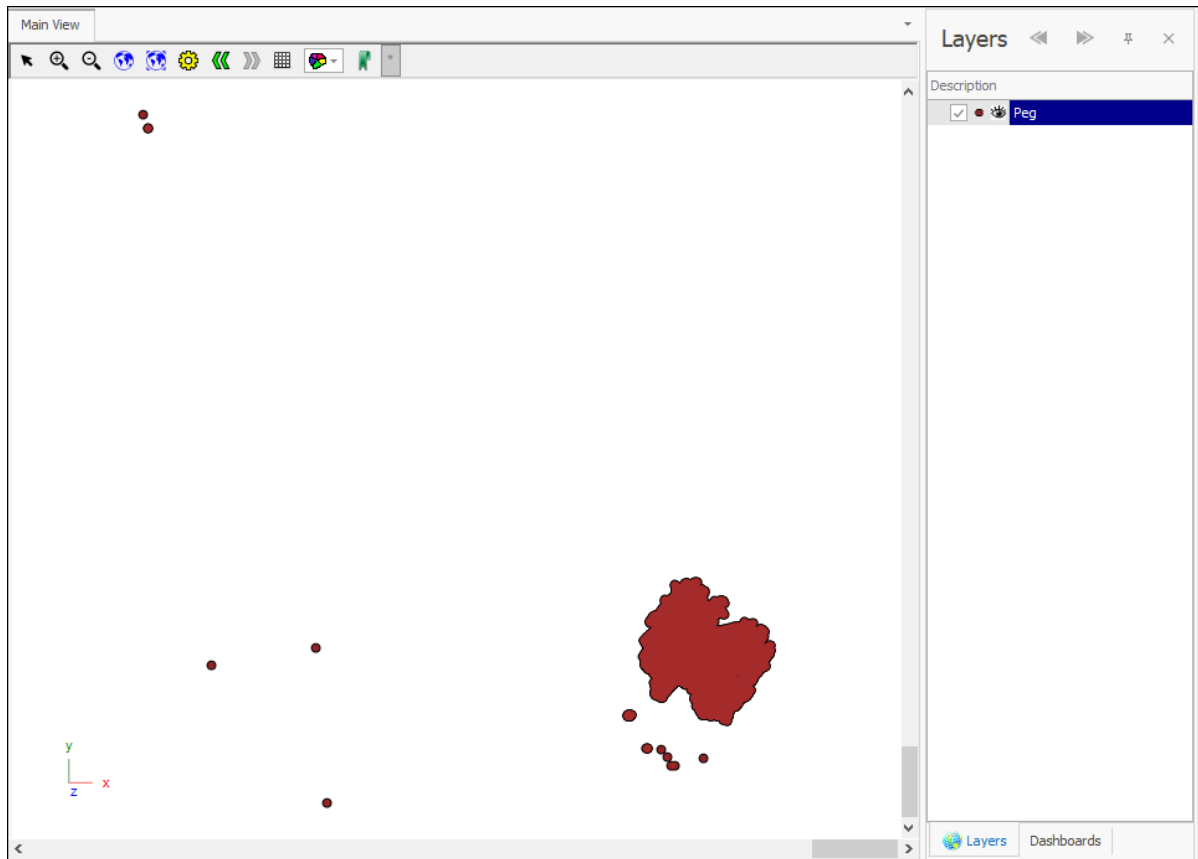 Main View
Layers
Description
Peg
y
x
z
Layers
Dashboards